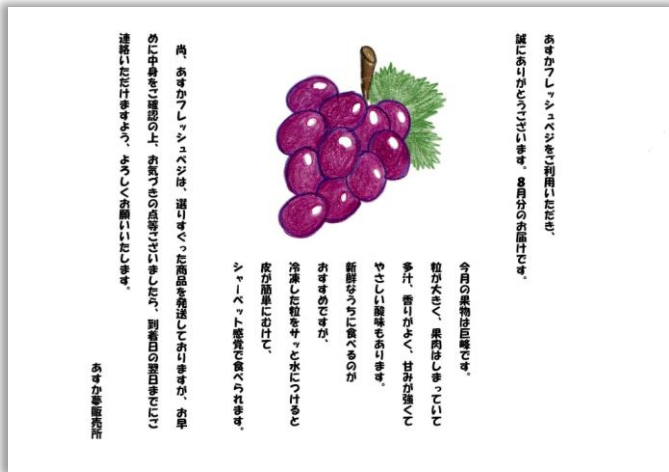 あすかフレッシュベジをご利用いただき、
誠にありがとうございます。8月分のお届けです。
今月の果物は巨峰です。
粒が大きく、果肉はしまっていて
多汁、香りがよく、甘みが強くて
やさしい酸味もあります。
新鮮なうちに食べるのが
おすすめですが、
冷凍した粒をサッと水につけると
皮が簡単にむけて、
シャーベット感覚で食べられます。
尚、あすかフレッシュベジは、選りすぐった商品を発送しておりますが、お早
めに中身をご確認の上、お気づきの点等ございましたら、到着日の翌日までにご
連絡いただけますよう、よろしくお願いいたします。
あすか夢販売所